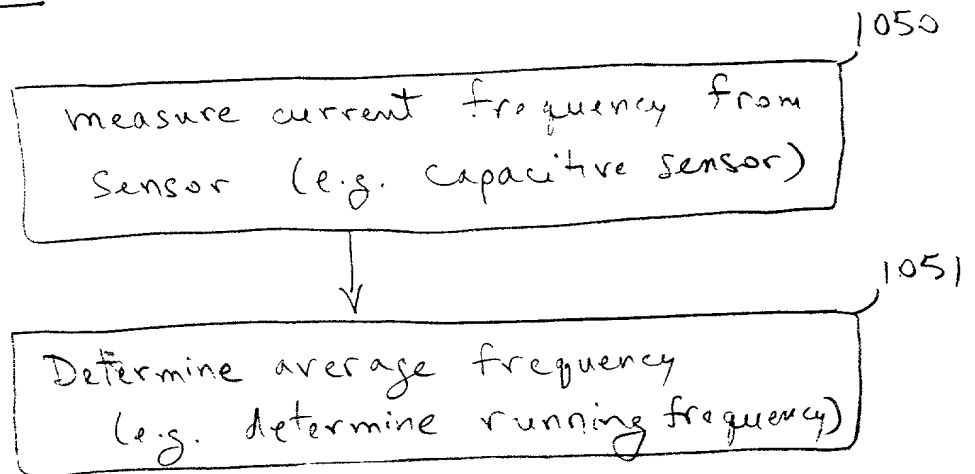 1050
measure current frequency from
sensor (e.g. capacitive sensor)
1051
Determine average frequency
(e.g. determine running frequency)